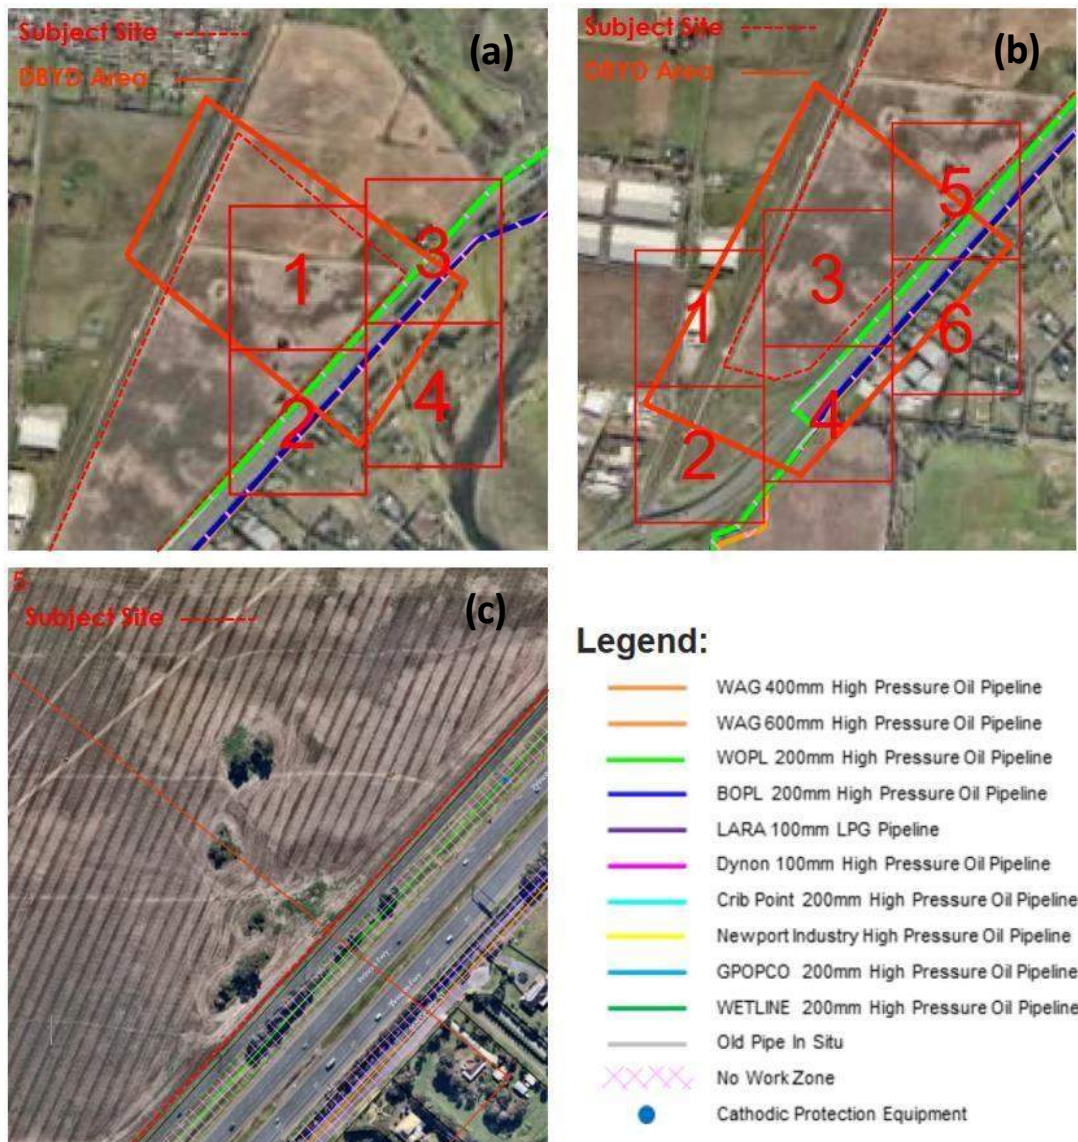 Subject Site
(a)
DBYD Area
3
1
2
4
Subject Site
(b)
DBYD Area
5
3
1
6
4
2
5
(c)
Subject Site
Legend:
WAG 400mm High Pressure Oil Pipeline
WAG 600mm High Pressure Oil Pipeline
WOPL 200mm High Pressure Oil Pipeline
BOPL 200mm High Pressure Oil Pipeline
LARA 100mm LPG Pipeline
Dynon 100mm High Pressure Oil Pipeline
Crib Point 200mm High Pressure Oil Pipeline
Newport Industry High Pressure Oil Pipeline
GPOPCO 200mm High Pressure Oil Pipeline
WETLINE 200mm High Pressure Oil Pipeline
Old Pipe In Situ
No Work Zone
Cathodic Protection Equipment